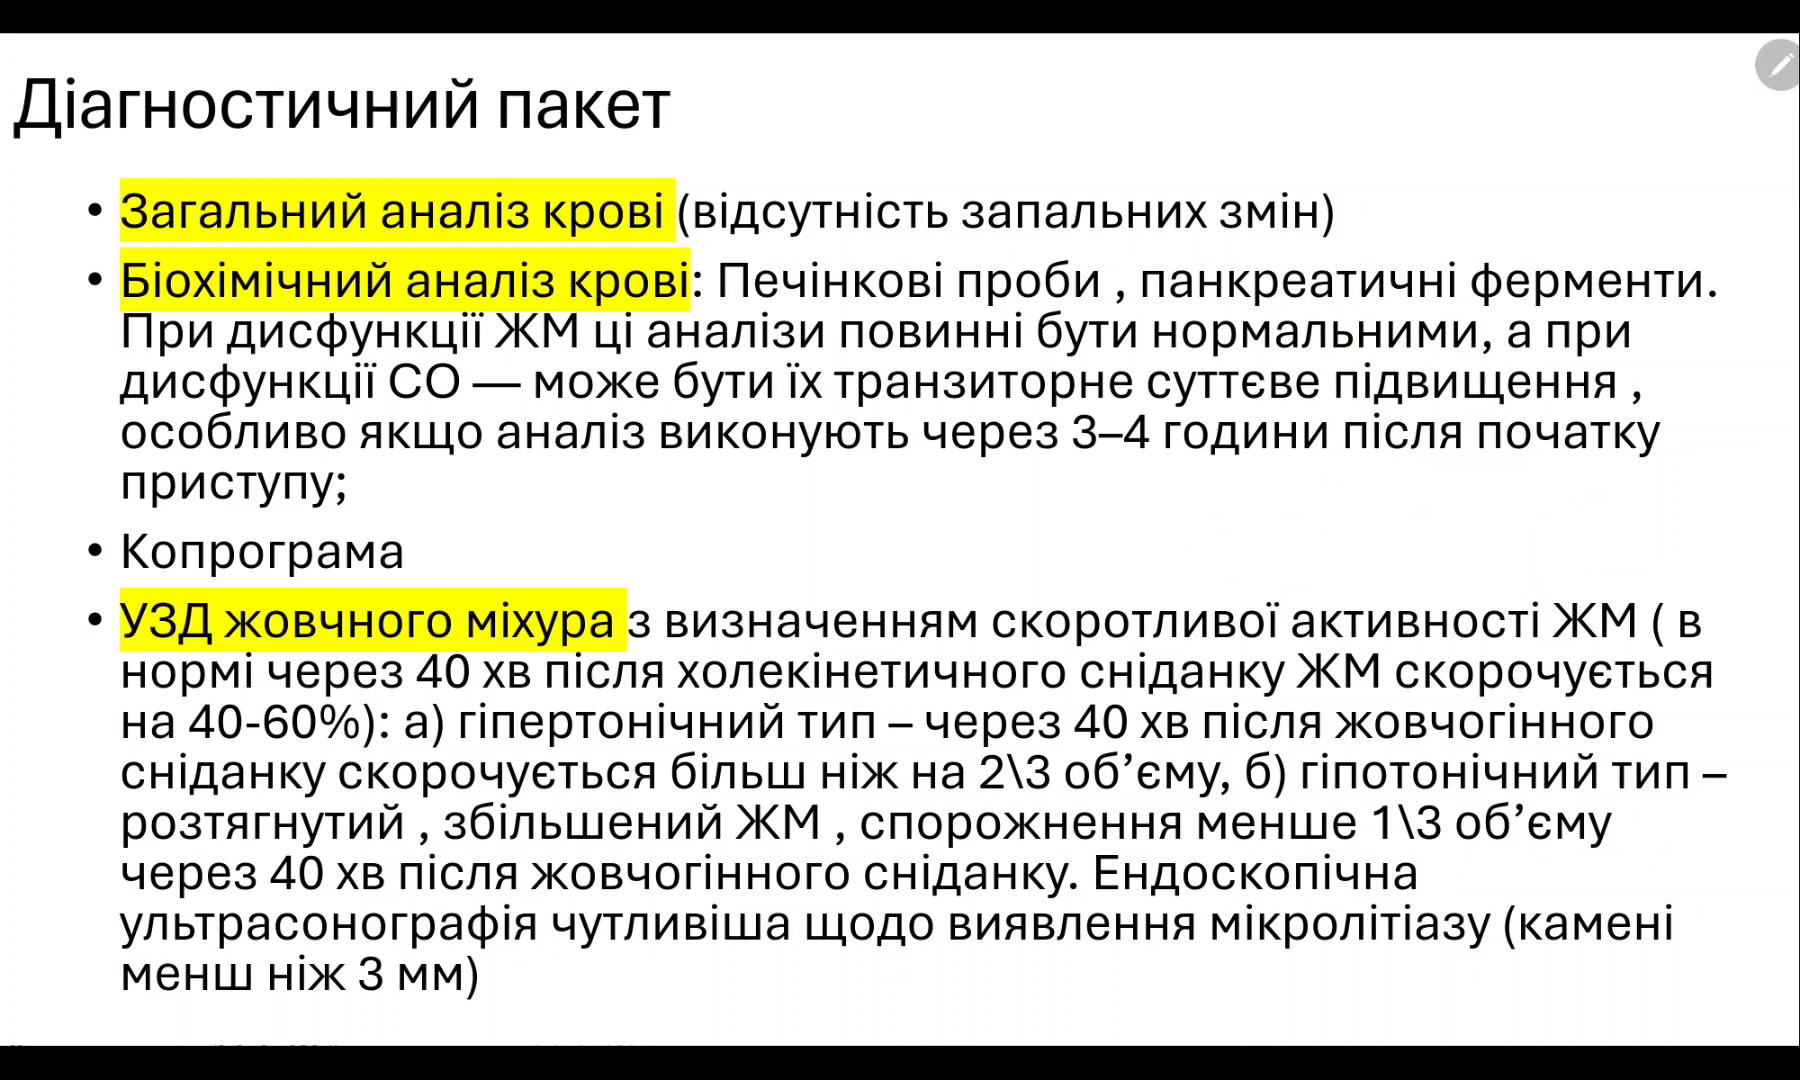 Діагностичний пакет
• Загальний аналіз крові (відсутність запальних змін)
• Біохімічний аналіз крові: Печінкові проби , панкреатичні ферменти.
При дисфункції ЖМ ці аналізи повинні бути нормальними, а при
дисфункції СО — може бути їх транзиторне суттєве підвищення ,
особливо якщо аналіз виконують через 3–4 години після початку
приступу;
• Копрограма
• УЗД жовчного міхура з визначенням скоротливої активності ЖМ ( в
нормі через 40 хв після холекінетичного сніданку ЖМ скорочується
на 40-60%): а) гіпертонічний тип – через 40 хв після жовчогінного
сніданку скорочується більш ніж на 2\3 об’єму, б) гіпотонічний тип –
розтягнутий , збільшений ЖМ , спорожнення менше 1\3 об’єму
через 40 хв після жовчогінного сніданку. Ендоскопічна
ультрасонографія чутливіша щодо виявлення мікролітіазу (камені
менш ніж 3 мм)